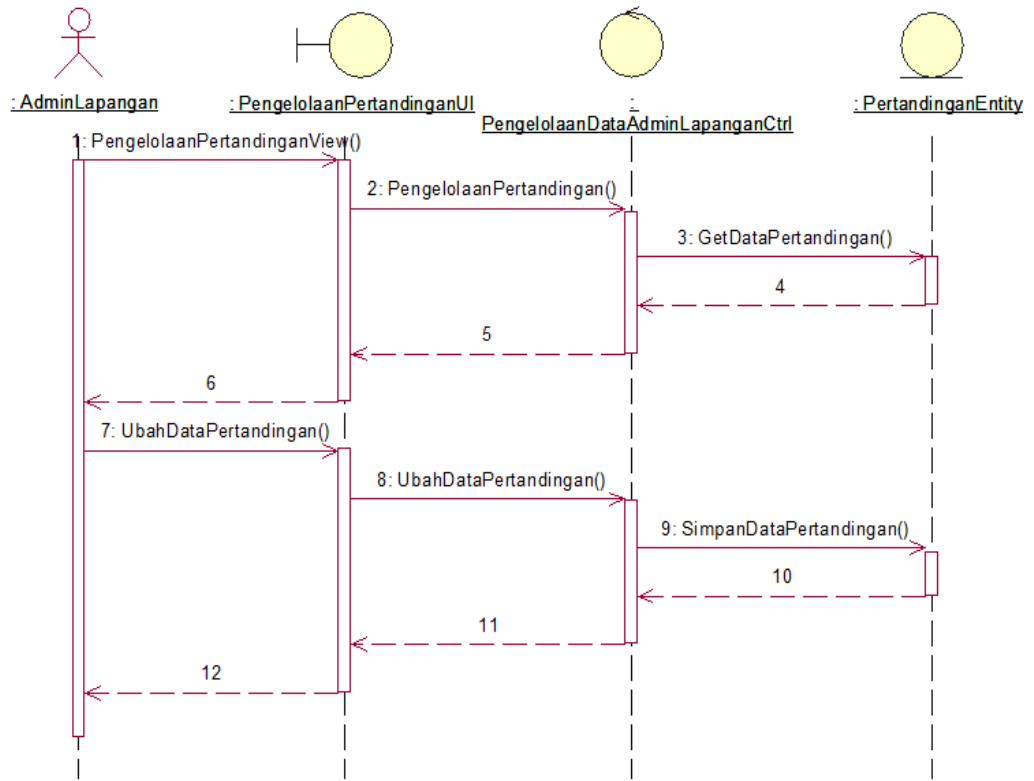 : AdminLapangan
: PengelolaanPertandinganUI
:
PengelolaanDataAdminLapanganCtrl
: PertandinganEntity
1: PengelolaanPertandinganView()
2: PengelolaanPertandingan()
3: GetDataPertandingan()
4
5
6
7: UbahDataPertandingan()
8: UbahDataPertandingan()
9: SimpanDataPertandingan()
10
11
12